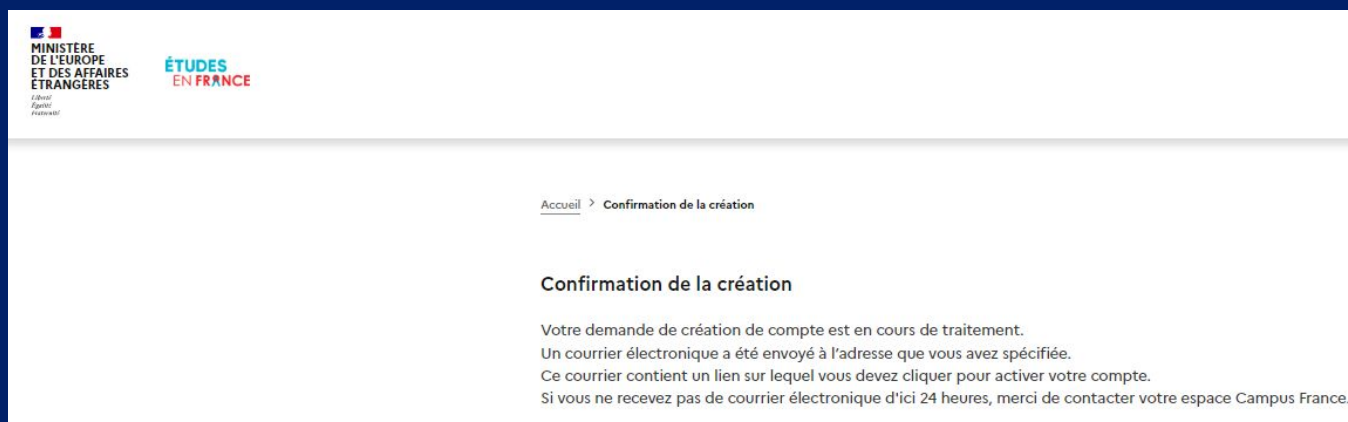 MINISTÈRE
DE L'EUROPE
ET DES AFFAIRES
ÉTRANGÈRES
Liberté
Égalité
Fraternité
ÉTUDES
EN FRANCE
Accueil > Confirmation de la création
Confirmation de la création
Votre demande de création de compte est en cours de traitement.
Un courrier électronique a été envoyé à l'adresse que vous avez spécifiée.
Ce courrier contient un lien sur lequel vous devez cliquer pour activer votre compte.
Si vous ne recevez pas de courrier électronique d'ici 24 heures, merci de contacter votre espace Campus France.